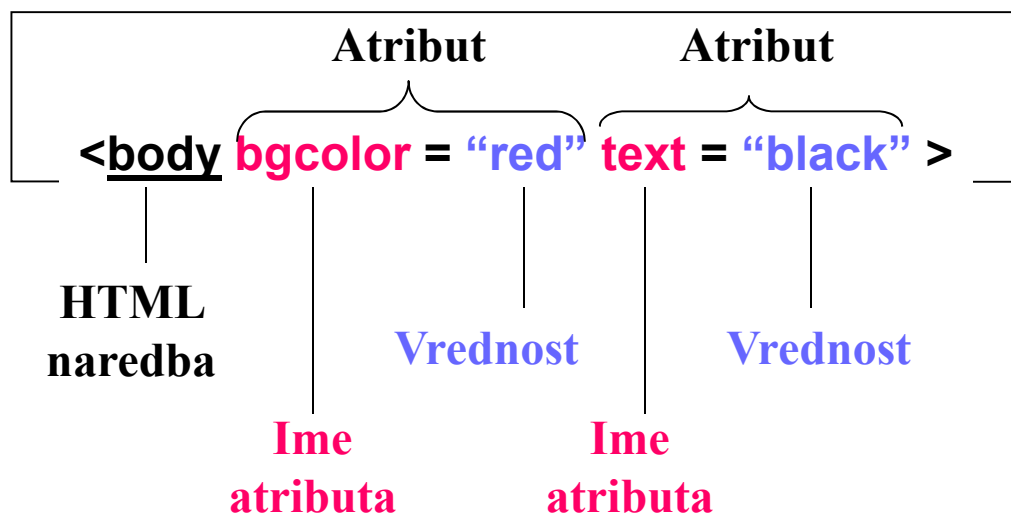 Atribut Atribut
<body bgcolor = “red” text = “black” >
HTML
naredba
Vrednost Vrednost
Ime Ime
atributa atributa